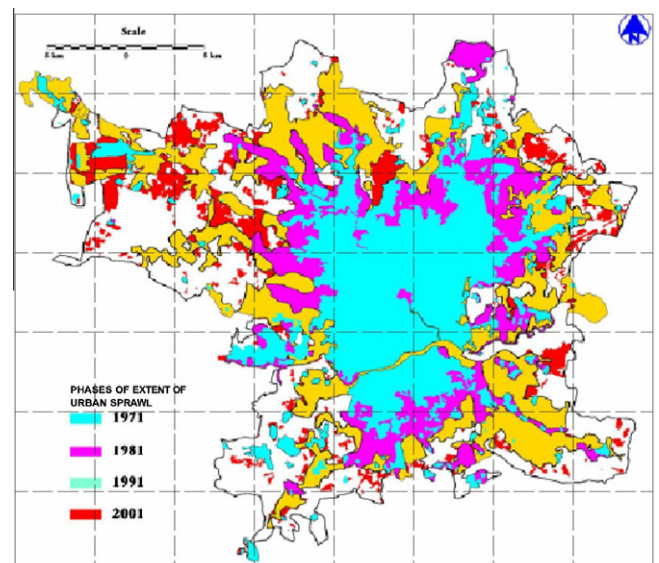 Scale
5 km 0 5 km
N
PHASES OF EXTENT OF
URBAN SPRAWL
1971
1981
1991
2001